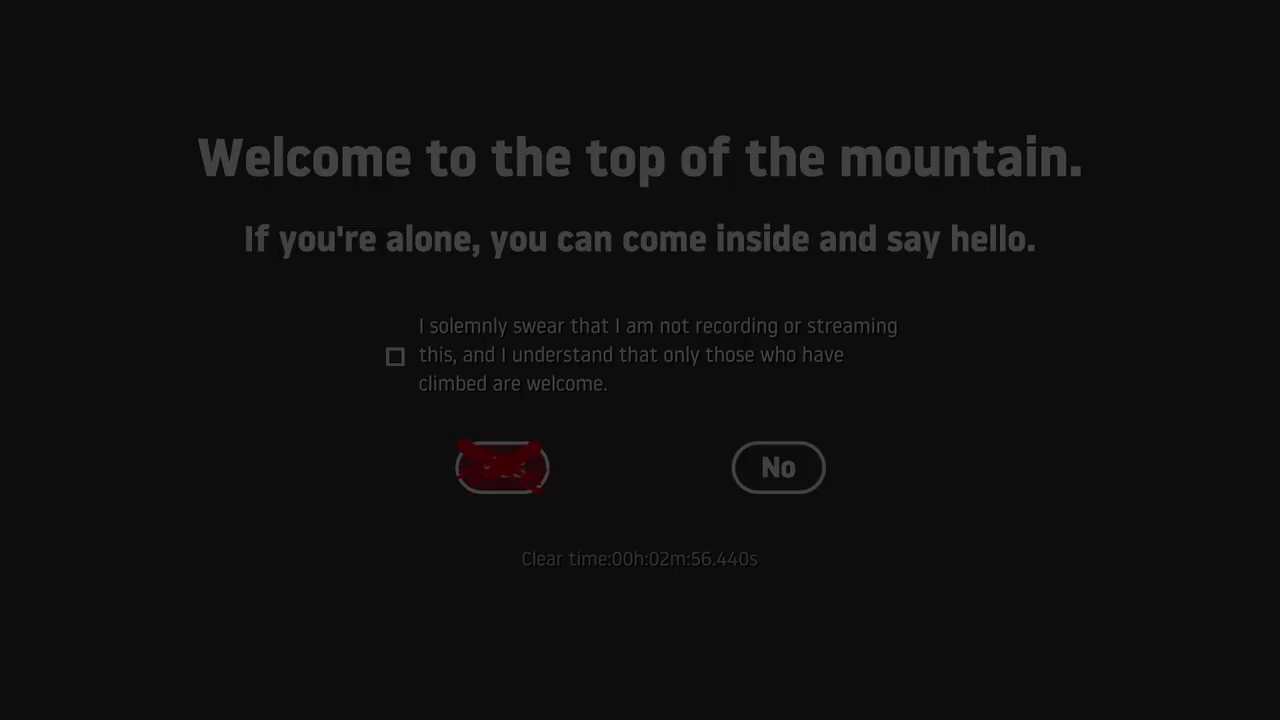 Welcome to the top of the mountain.
If you're alone, you can come inside and say hello.
I solemnly swear that I am not recording or streaming
this, and I understand that only those who have
climbed are welcome.
No
Clear time:00h:02m:56.440s